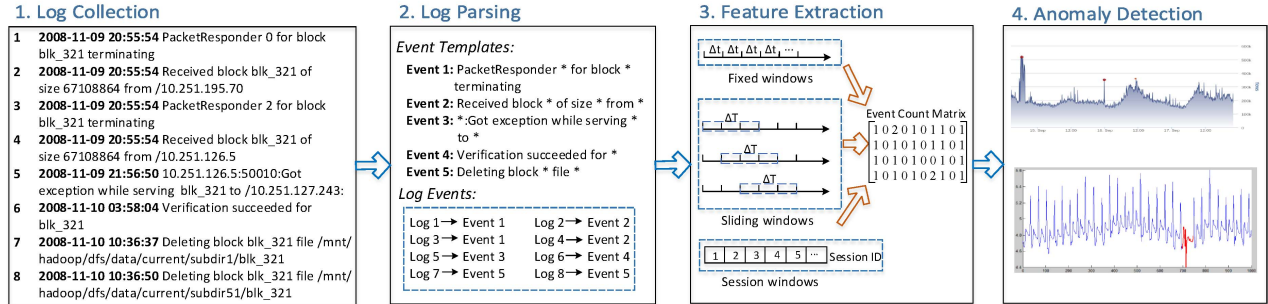 1. Log Collection
1 2008-11-09 20:55:54 PacketResponder 0 for block
blk_321 terminating
2 2008-11-09 20:55:54 Received block blk_321 of
size 67108864 from /10.251.195.70
3 2008-11-09 20:55:54 PacketResponder 2 for block
blk_321 terminating
4 2008-11-09 20:55:54 Received block blk_321 of
size 67108864 from /10.251.126.5
5 2008-11-09 21:56:50 10.251.126.5:50010:Got
exception while serving blk_321 to /10.251.127.243:
6 2008-11-10 03:58:04 Verification succeeded for
blk_321
7 2008-11-10 10:36:37 Deleting block blk_321 file /mnt/
hadoop/dfs/data/current/subdir1/blk_321
8 2008-11-10 10:36:50 Deleting block blk_321 file /mnt/
hadoop/dfs/data/current/subdir51/blk_321
2. Log Parsing
Event Templates:
Event 1: PacketResponder * for block *
terminating
Event 2: Received block * of size * from *
Event 3: *:Got exception while serving *
to *
Event 4: Verification succeeded for *
Event 5: Deleting block * file *
Log Events:
Log 1 → Event 1 Log 2 → Event 2
Log 3 → Event 1 Log 4 → Event 2
Log 5 → Event 3 Log 6 → Event 4
Log 7 → Event 5 Log 8 → Event 5
3. Feature Extraction
Δt Δt Δt Δt ...
Fixed windows
ΔT
ΔT
ΔT
Sliding windows
1 2 3 4 5 ... Session ID
Session windows
Event Count Matrix
1 0 2 0 1 0 1 1 0 1
1 0 1 0 1 0 1 1 0 1
1 0 1 0 1 0 0 1 0 1
1 0 1 0 1 0 2 1 0 1
4. Anomaly Detection
12:00
22:00
0 100 200 300 400 500 600 700 800 900